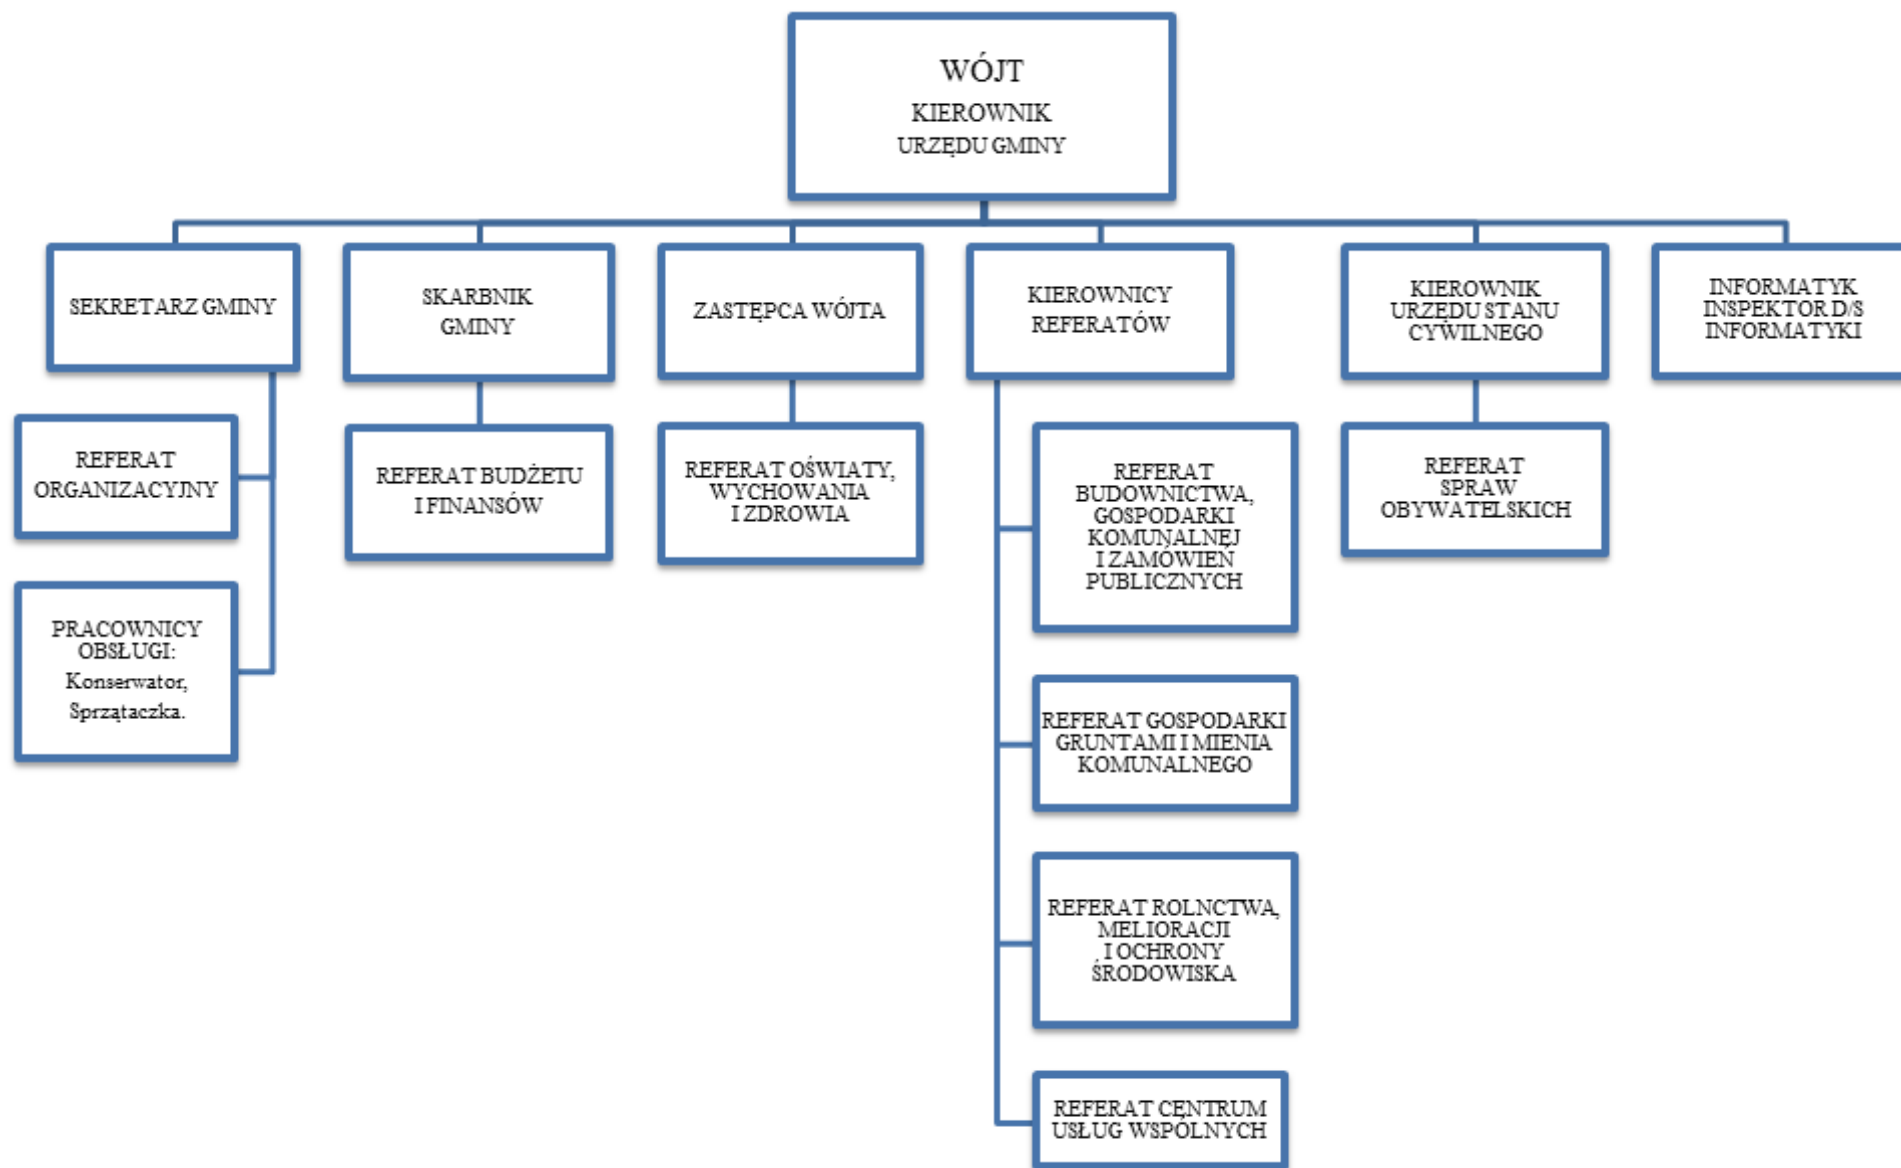 WÓJT
KIEROWNIK
URZĘDU GMINY
SEKRETARZ GMINY
SKARBNIK
GMINY
ZASTĘPCA WÓJTA
KIEROWNICY
REFERATÓW
KIEROWNIK
URZĘDU STANU
CYWILNEGO
INFORMATYK
INSPEKTOR D/S
INFORMATYKI
REFERAT
ORGANIZACYJNY
PRACOWNICY
OBSŁUGI:
Konserwator,
Sprzątaczka.
REFERAT BUDŻETU
I FINANSÓW
REFERAT OŚWIATY,
WYCHOWANIA
I ZDROWIA
REFERAT
BUDOWNICTWA,
GOSPODARKI
KOMUNALNEJ
I ZAMÓWIEŃ
PUBLICZNYCH
REFERAT GOSPODARKI
GRUNTAMI I MIENIA
KOMUNALNEGO
REFERAT ROLNCTWA,
MELIORACJI
I OCHRONY
ŚRODOWISKA
REFERAT CENTRUM
USŁUG WSPÓLNYCH
REFERAT
SPRAW
OBYWATELSKICH